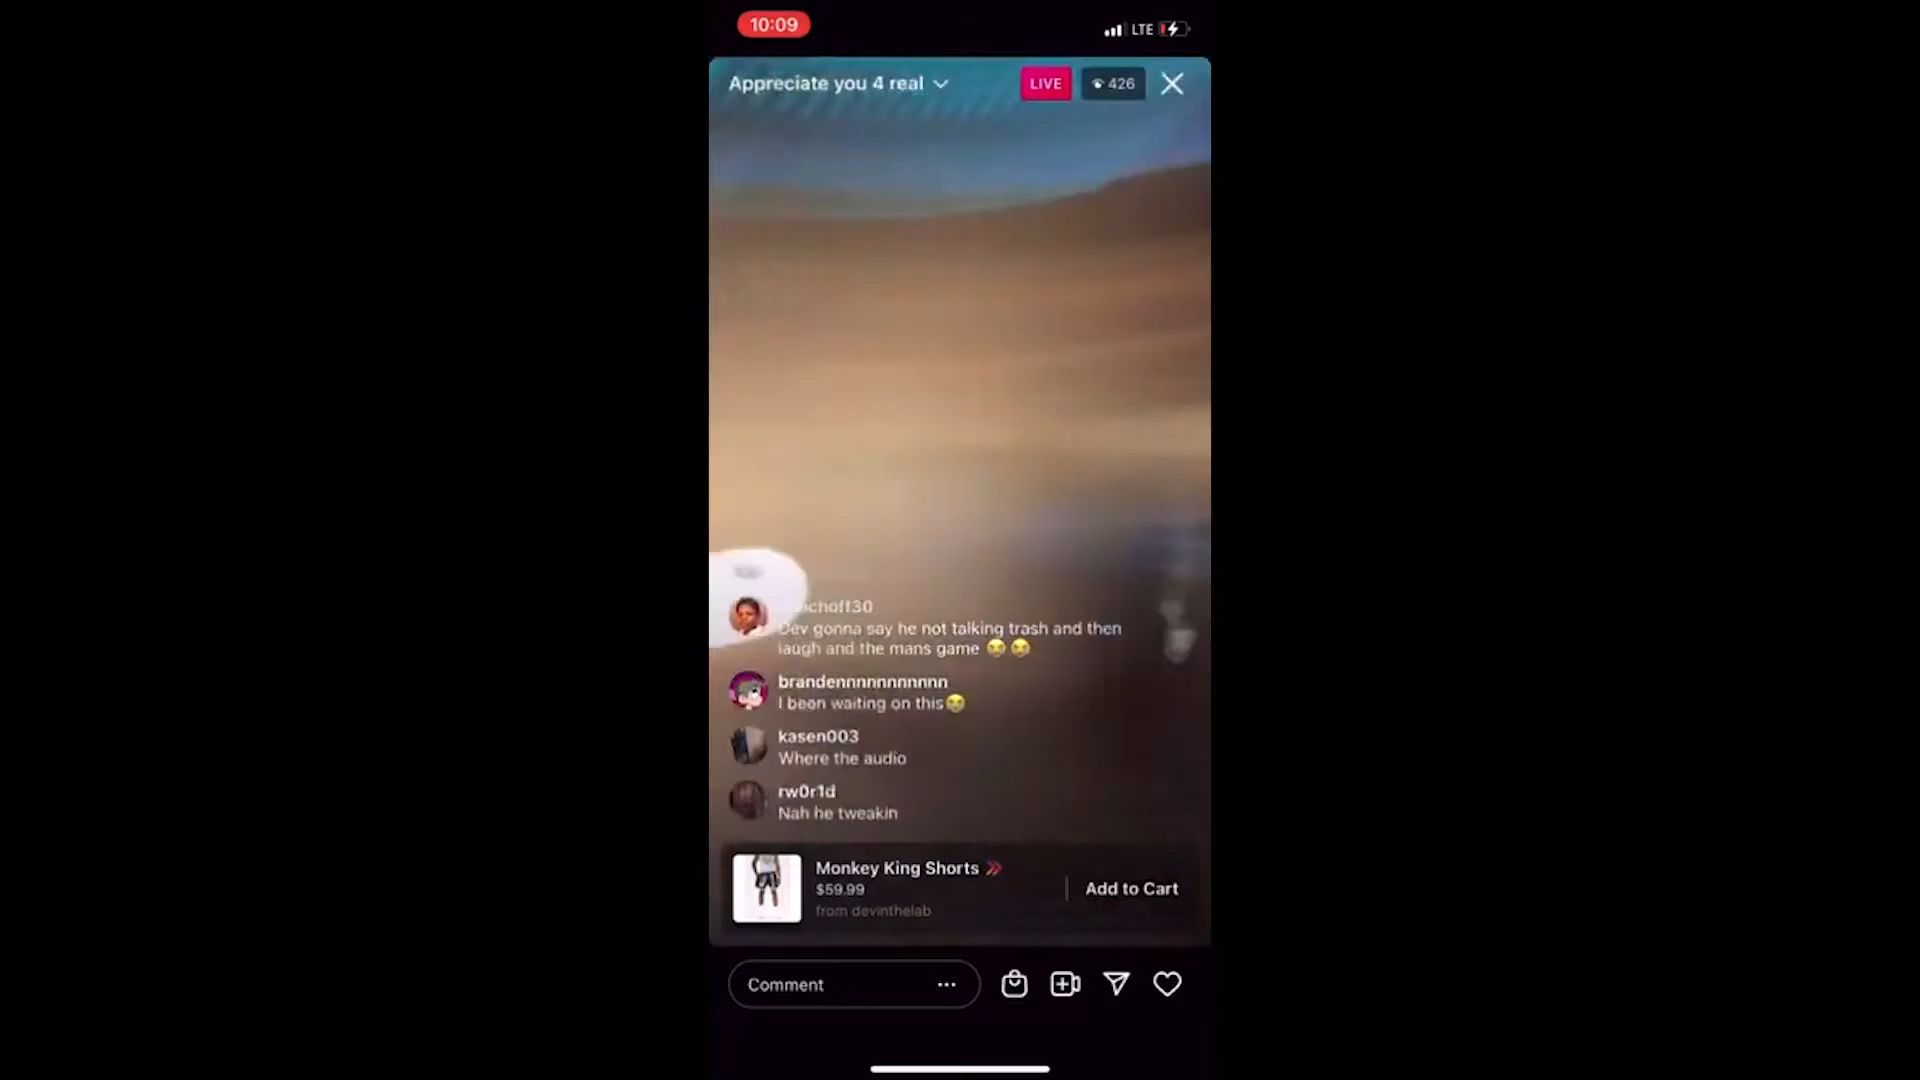 10:09
LTE
Appreciate you 4 real
LIVE
426
choff30
Dev gonna say he not talking trash and then
laugh and the mans game 😭 😭
brandennnnnnnnnnn
I been waiting on this😭
kasen003
Where the audio
rw0r1d
Nah he tweakin
Monkey King Shorts
$59.99
from devinthelab
Add to Cart
Comment